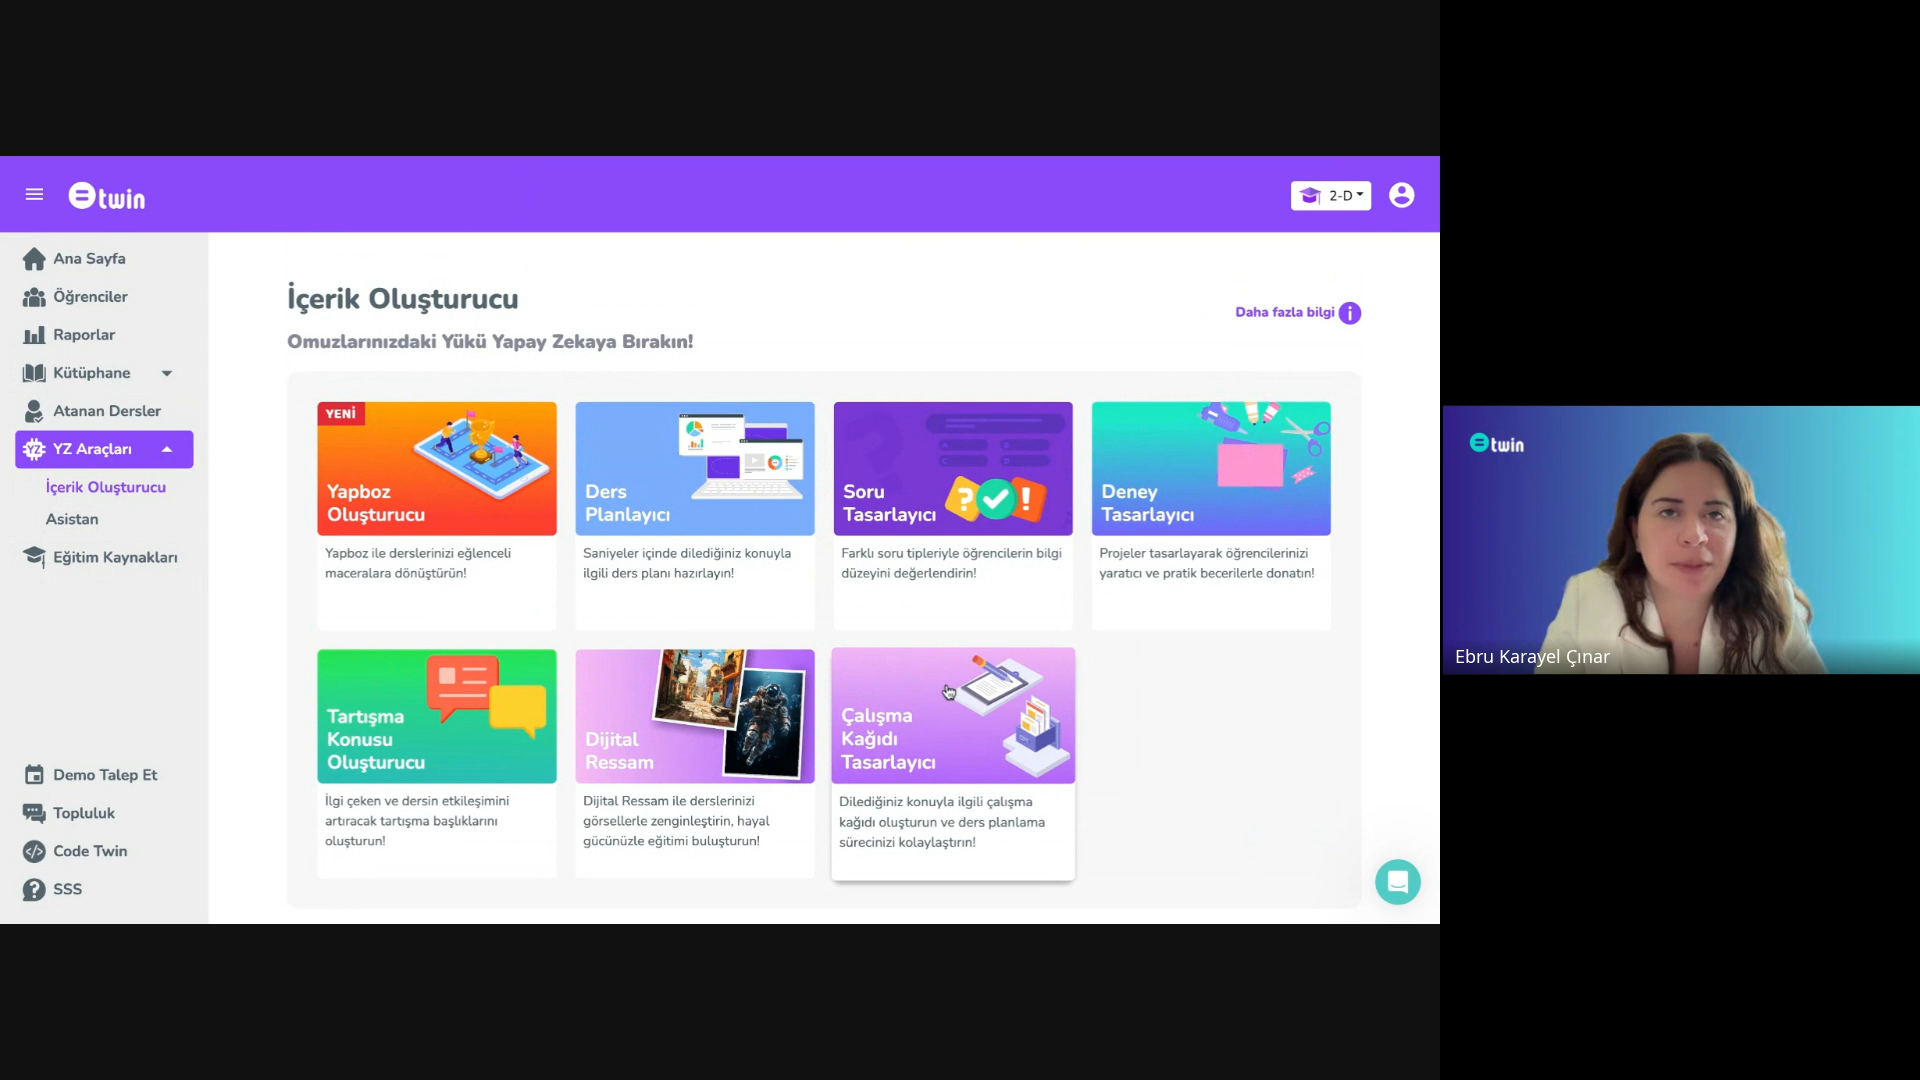 twin
2-D
Ana Sayfa
Öğrenciler
Raporlar
Kütüphane
Atanan Dersler
YZ Araçları
İçerik Oluşturucu
Asistan
Eğitim Kaynakları
Demo Talep Et
Topluluk
Code Twin
SSS
İçerik Oluşturucu
Daha fazla bilgi
Omuzlarınızdaki Yükü Yapay Zekaya Bırakın!
YENİ
Yapboz
Oluşturucu
Yapboz ile derslerinizi eğlenceli
maceralara dönüştürün!
Ders
Planlayıcı
Saniyeler içinde dilediğiniz konuyla
ilgili ders planı hazırlayın!
Soru
Tasarlayıcı
Farklı soru tipleriyle öğrencilerin bilgi
düzeyini değerlendirin!
Deney
Tasarlayıcı
Projeler tasarlayarak öğrencilerinizi
yaratıcı ve pratik becerilerle donatın!
Tartışma
Konusu
Oluşturucu
İlgi çeken ve dersin etkileşimini
artıracak tartışma başlıklarını
oluşturun!
Dijital
Ressam
Dijital Ressam ile derslerinizi
görsellerle zenginleştirin, hayal
gücünüzle eğitimi buluşturun!
Çalışma
Kağıdı
Tasarlayıcı
Dilediğiniz konuyla ilgili çalışma
kağıdı oluşturun ve ders planlama
sürecinizi kolaylaştırın!
twin
Ebru Karayel Çınar